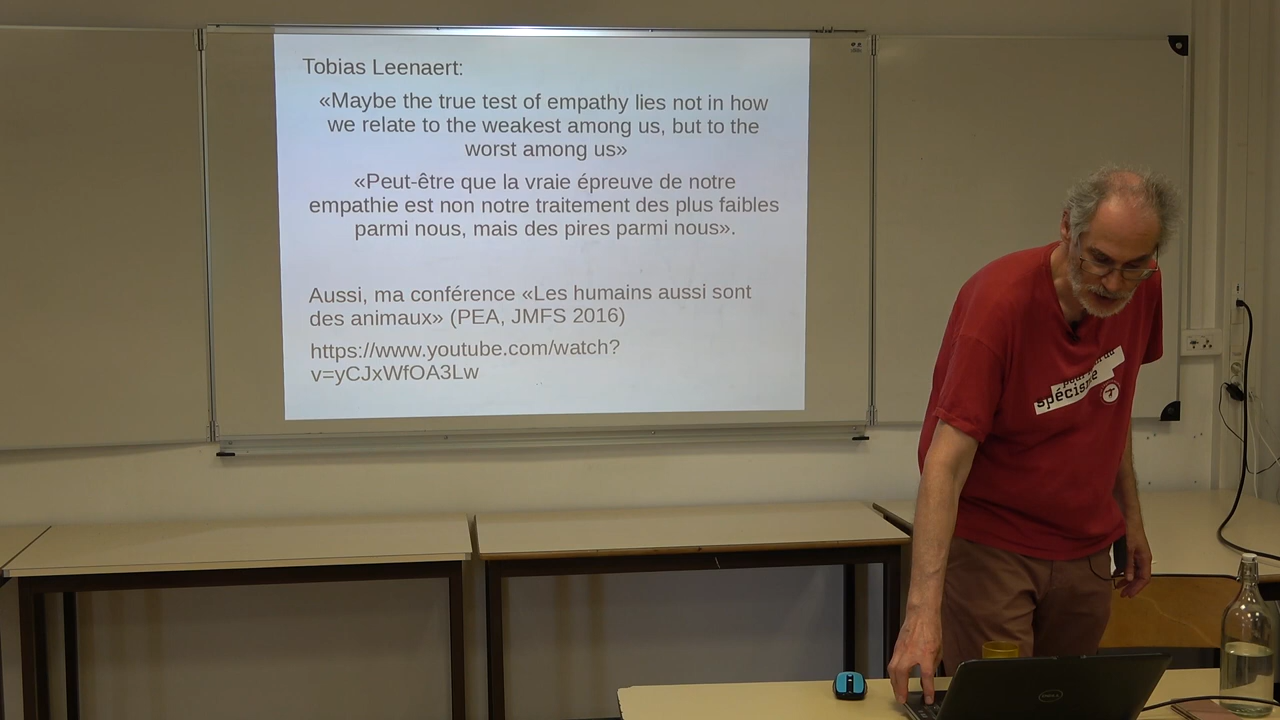 Tobias Leenaert:
«Maybe the true test of empathy lies not in how
we relate to the weakest among us, but to the
worst among us»
«Peut-être que la vraie épreuve de notre
empathie est non notre traitement des plus faibles
parmi nous, mais des pires parmi nous».
Aussi, ma conférence «Les humains aussi sont
des animaux» (PEA, JMFS 2016)
https://www.youtube.com/watch?
v=yCJxWfOA3Lw
DELL